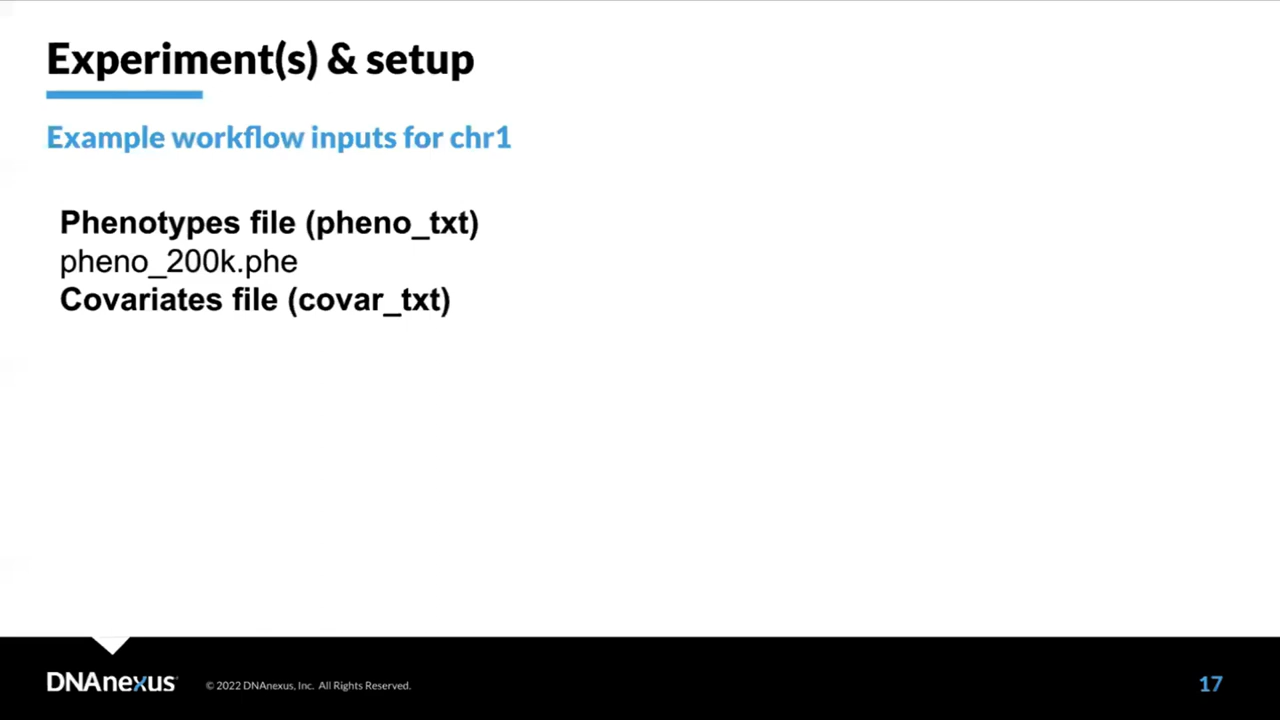 Experiment(s) & setup
Example workflow inputs for chr1
Phenotypes file (pheno_txt)
pheno_200k.phe
Covariates file (covar_txt)
DNAnexus
© 2022 DNAnexus, Inc. All Rights Reserved.
17